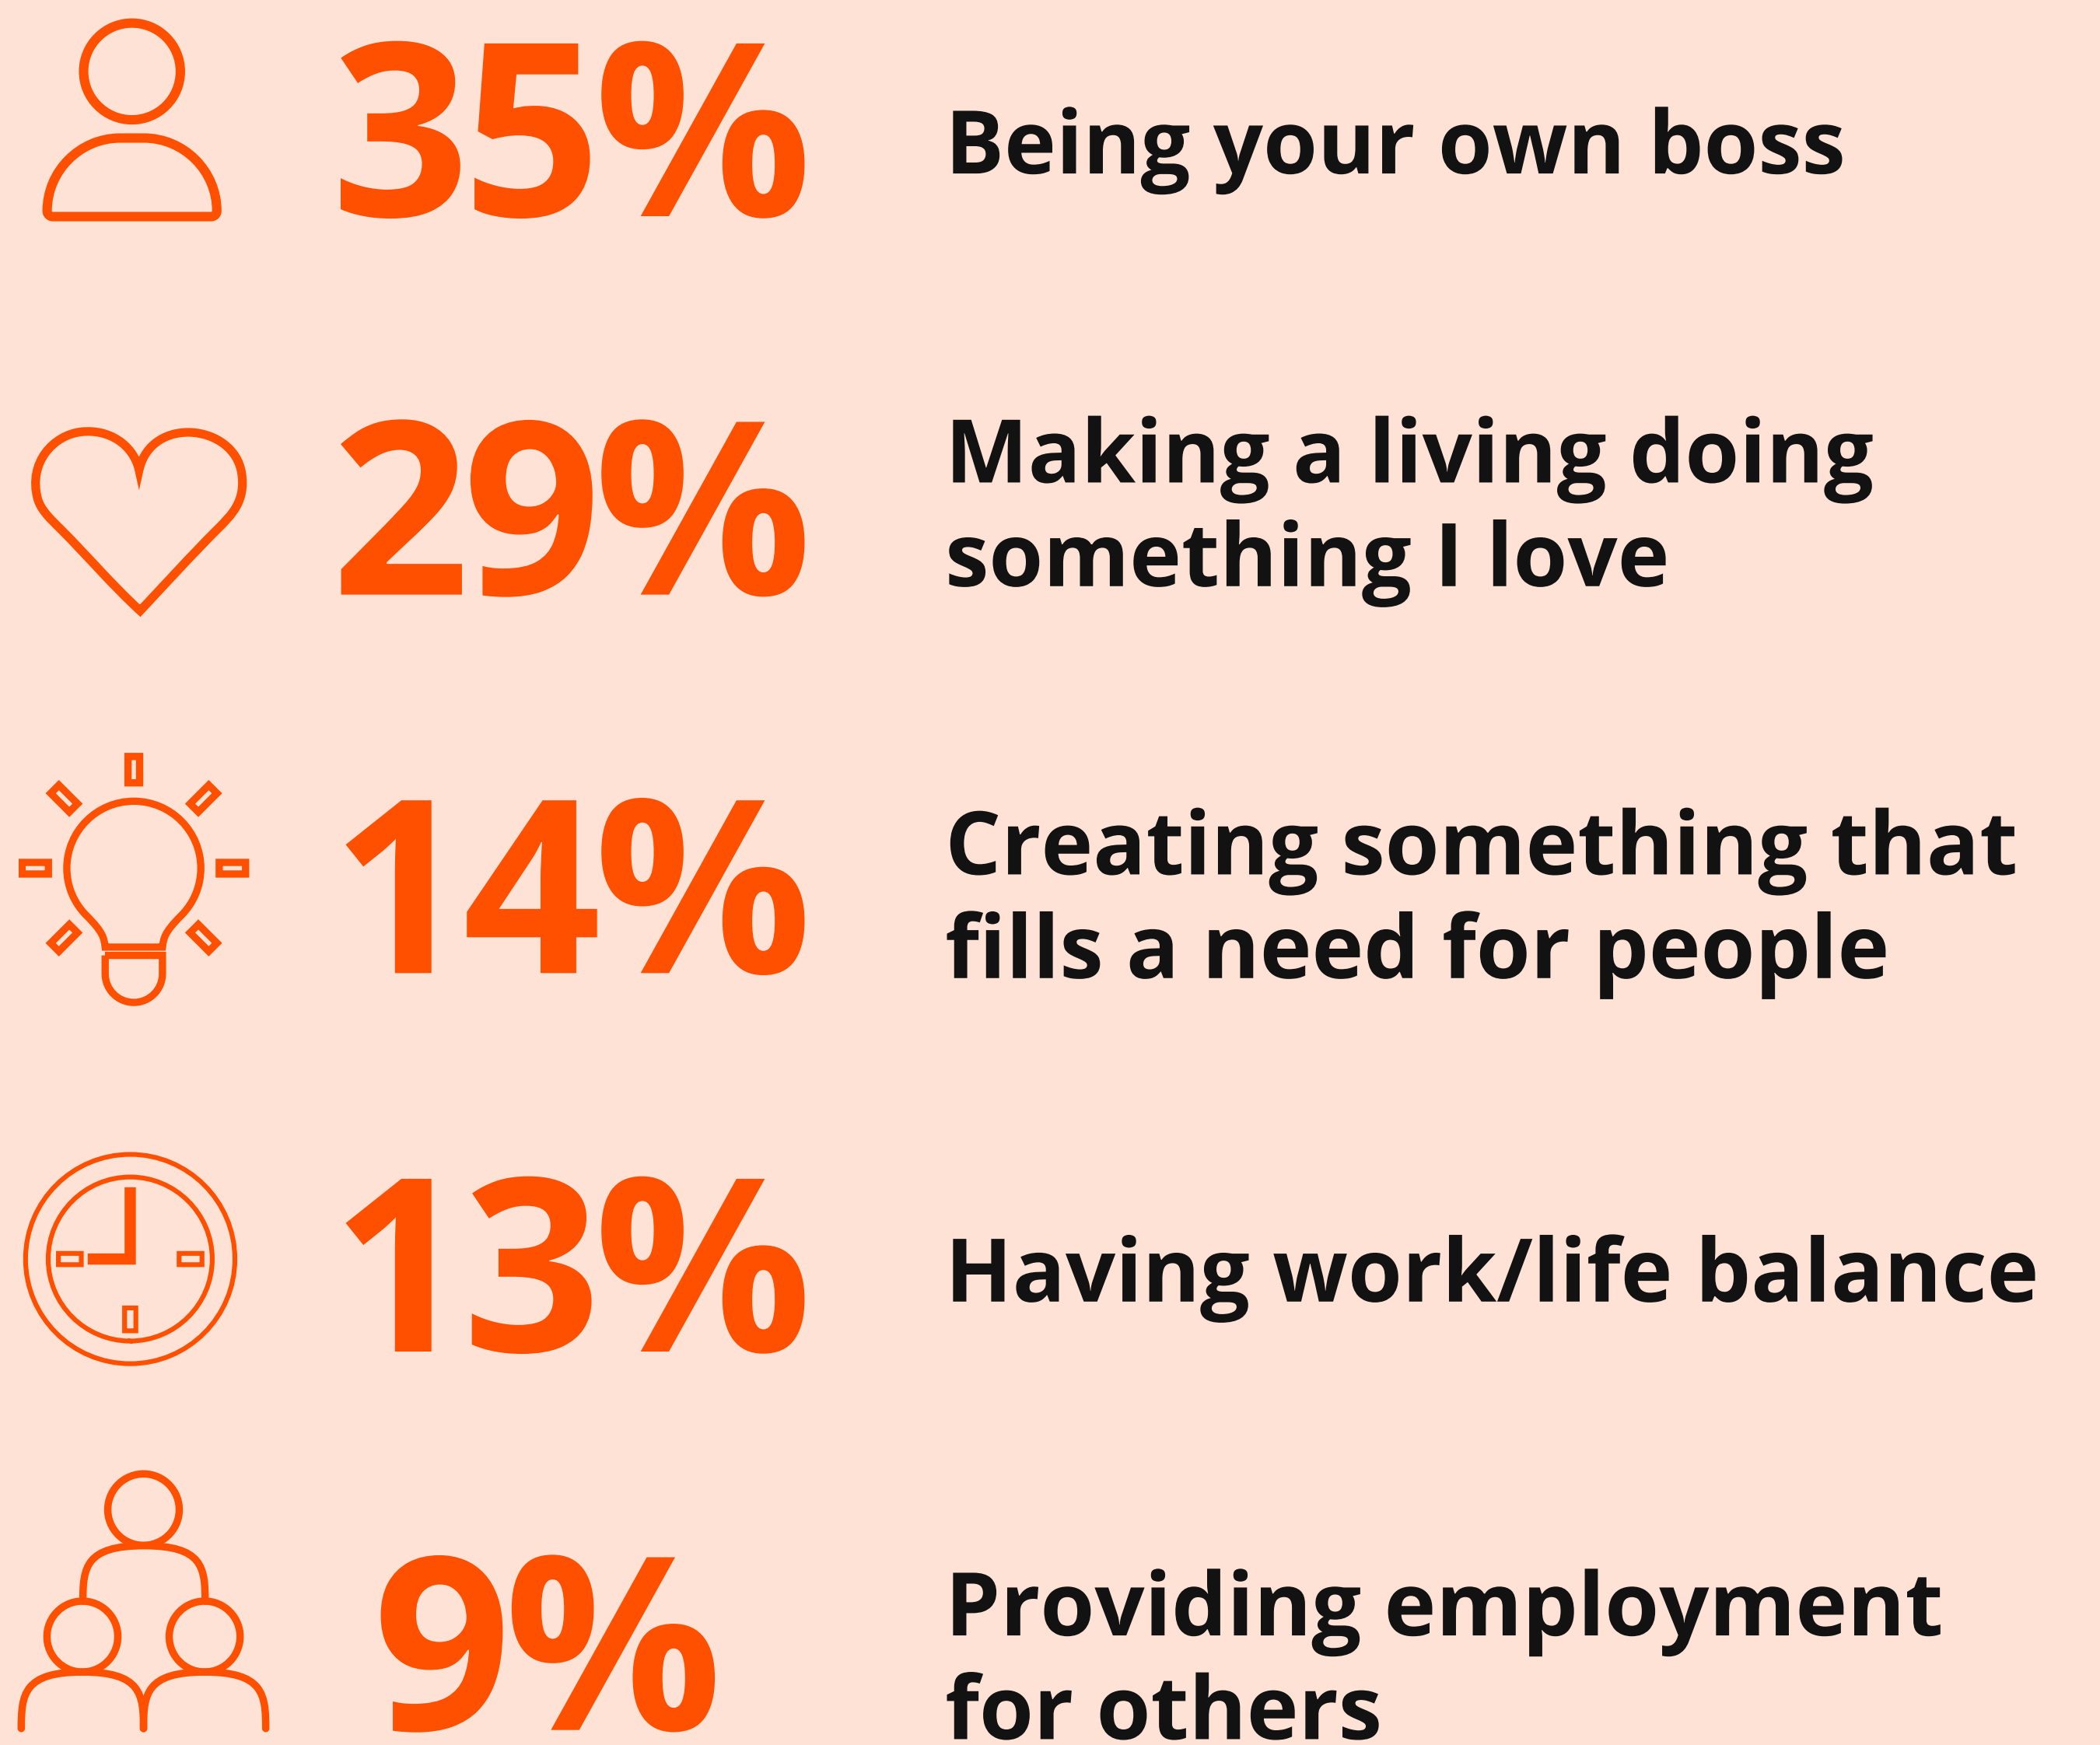 35% Being your own boss
29% Making a living doing
something I love
14% Creating something that
fills a need for people
13% Having work/life balance
9% Providing employment
for others